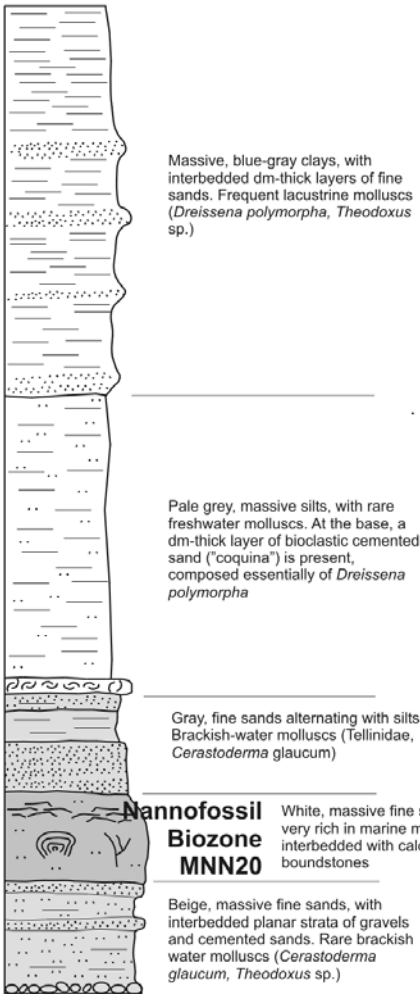 Massive, blue-gray clays, with
interbedded dm-thick layers of fine
sands. Frequent lacustrine molluscs
(Dreissena polymorpha, Theodoxus
sp.)
Pale grey, massive silts, with rare
freshwater molluscs. At the base, a
dm-thick layer of bioclastic cemented
sand ("coquina") is present,
composed essentially of Dreissena
polymorpha
Gray, fine sands alternating with silts
Brackish-water molluscs (Tellinidae,
Cerastoderma glaucum)
Nannofossil
Biozone
MNN20
White, massive fine
very rich in marine
interbedded with
boundstones
Beige, massive fine sands, with
interbedded planar strata of gravels
and cemented sands. Rare brackish
water molluscs (Cerastoderma
glaucum, Theodoxus sp.)